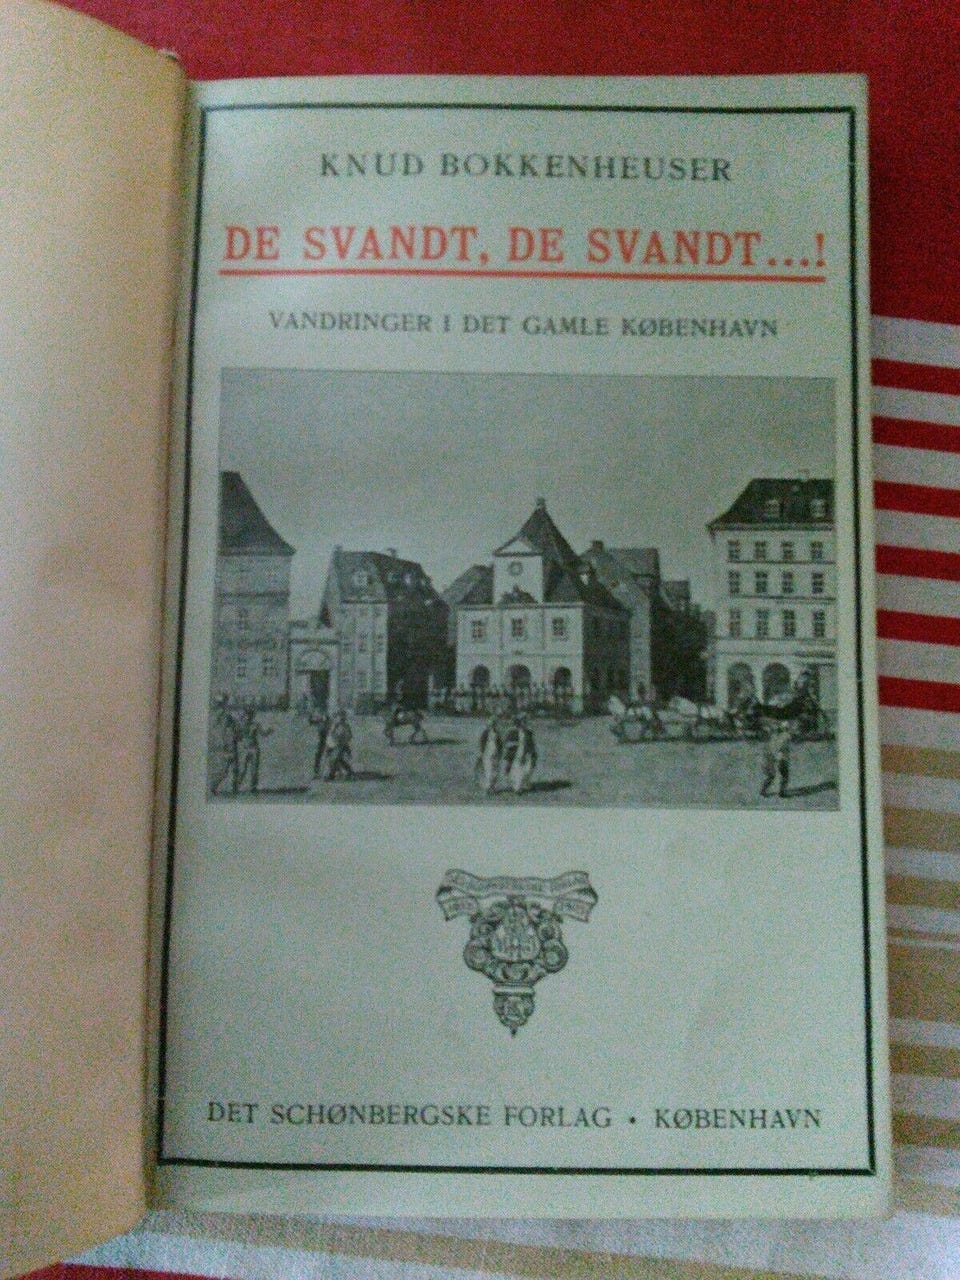 KNUD BOKKENHEUSER
DE SVANDT, DE SVANDT...!
VANDRINGER I DET GAMLE KØBENHAVN
DET SCHØNBERGSKE FORLAG • KØBENHAVN